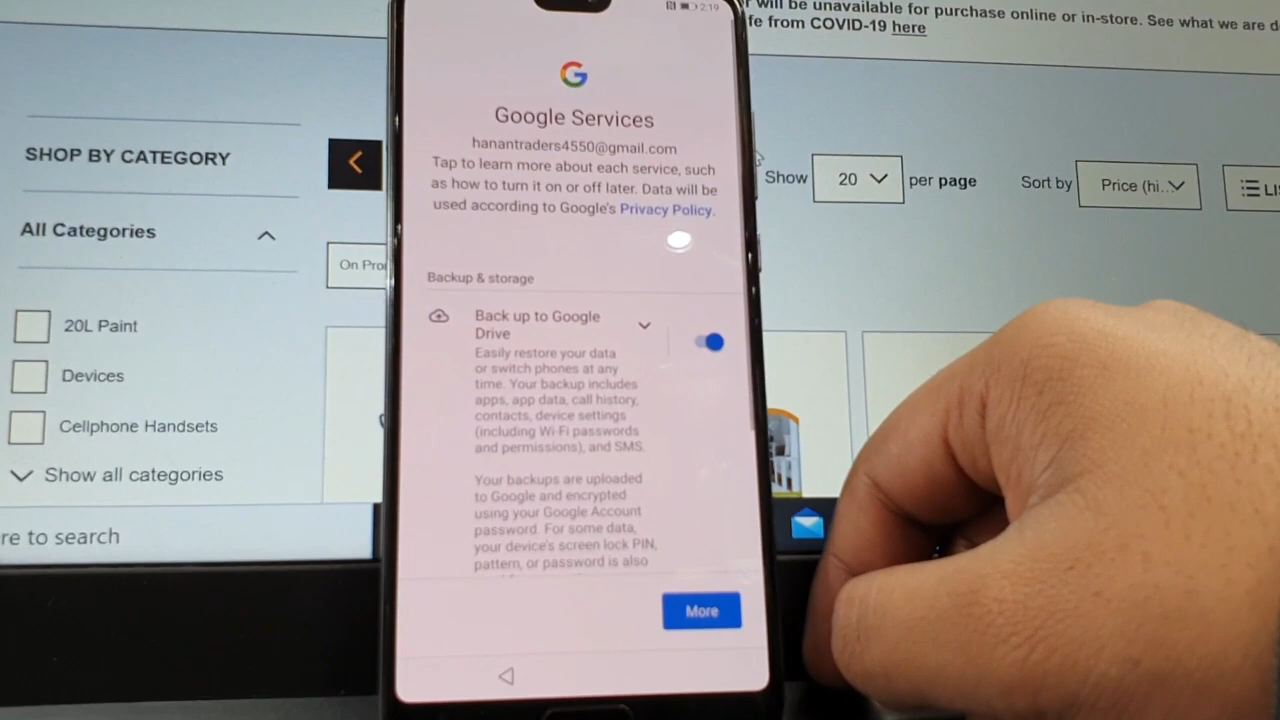 r will be unavailable for purchase online or in-store. See what we are d
fe from COVID-19 here
SHOP BY CATEGORY
All Categories
20L Paint
Devices
Cellphone Handsets
Show all categories
re to search
On Pro
Show 20 per page
Sort by Price (hi...
LI
2:19
Google Services
hanantraders4550@gmail.com
Tap to learn more about each service, such
as how to turn it on or off later. Data will be
used according to Google's Privacy Policy.
Backup & storage
Back up to Google
Drive
Easily restore your data
or switch phones at any
time. Your backup includes
apps, app data, call history,
contacts, device settings
(including Wi-Fi passwords
and permissions), and SMS.
Your backups are uploaded
to Google and encrypted
using your Google Account
password. For some data,
your device's screen lock PIN,
pattern, or password is also
More